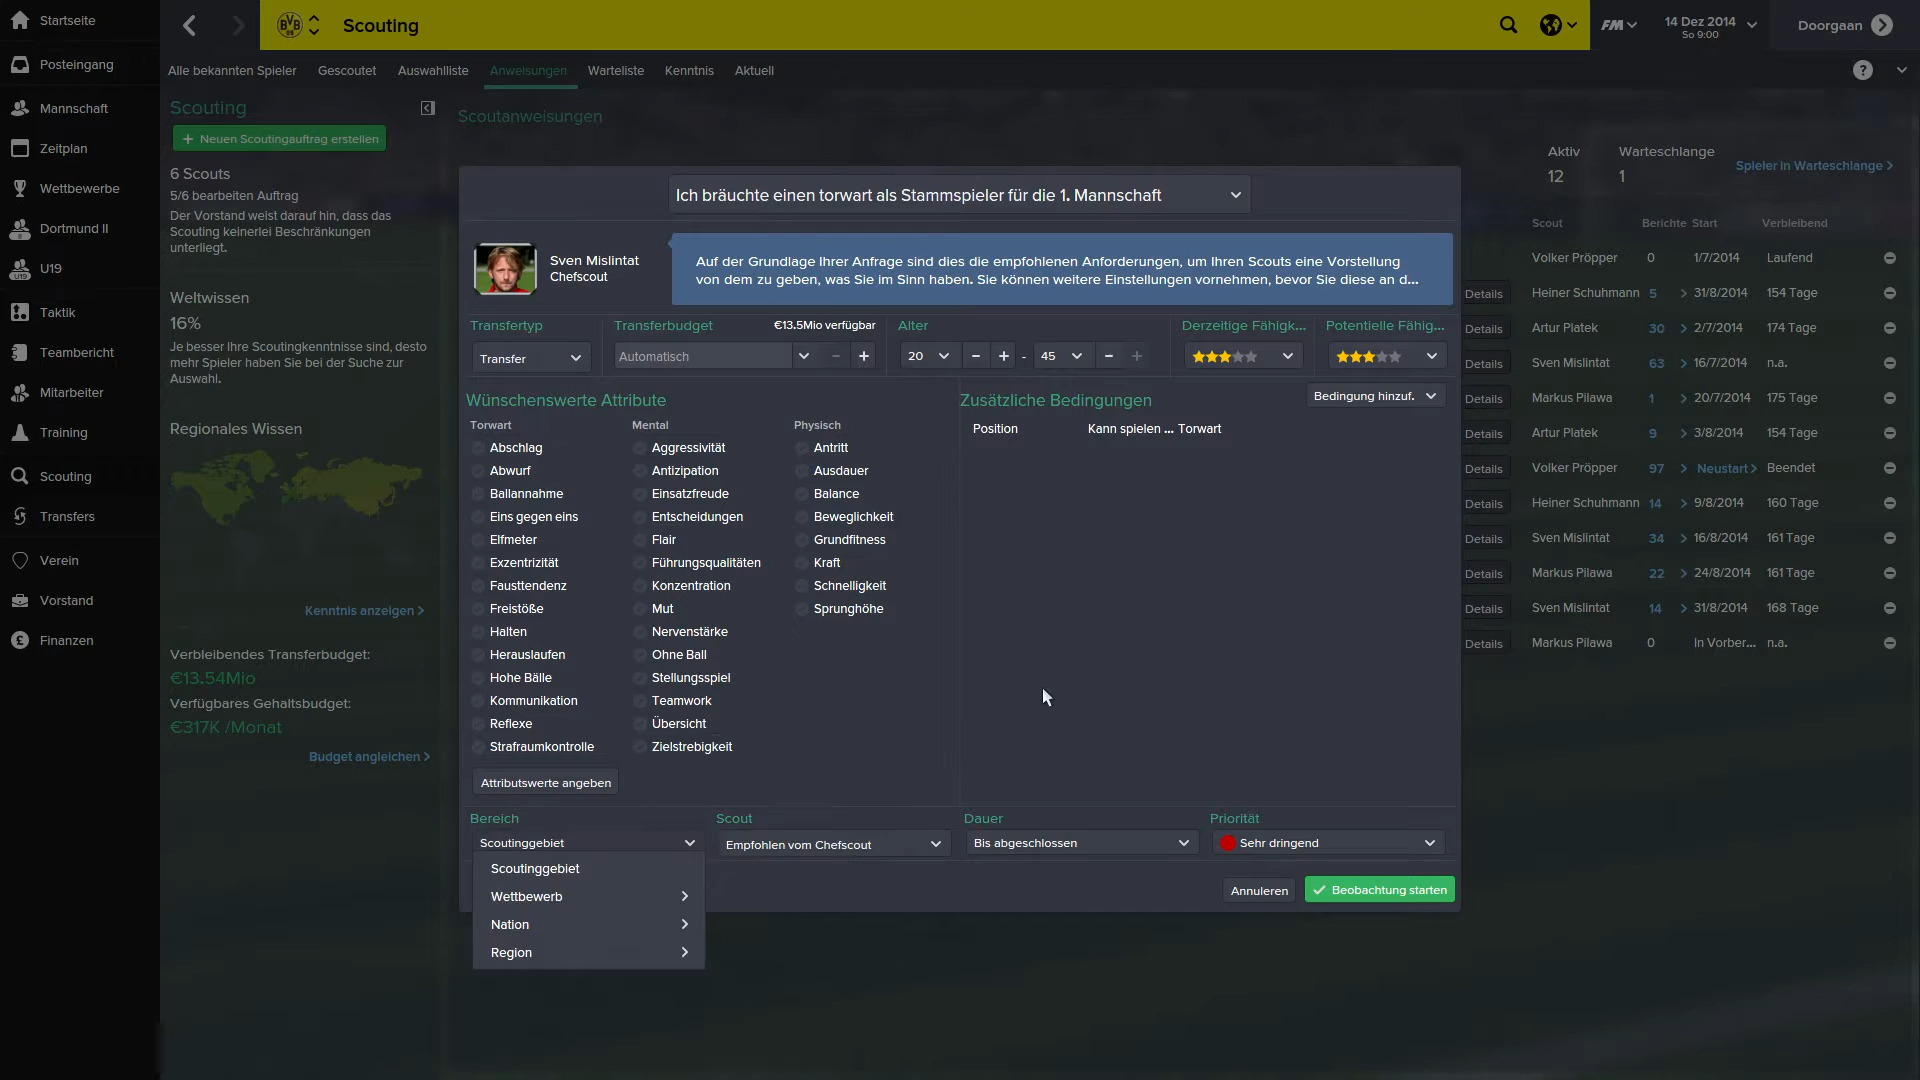 Startseite
Posteingang
Mannschaft
Zeitplan
Wettbewerbe
Dortmund II
U19
Taktik
Teambericht
Mitarbeiter
Training
Scouting
Transfers
Verein
Vorstand
Finanzen
BVB 09
Scouting
FM
14 Dez 2014
So 9:00
Doorgaan
Alle bekannten Spieler Gescoutet Auswahlliste Anweisungen Warteliste Kenntnis Aktuell
Scouting
+ Neuen Scoutingauftrag erstellen
6 Scouts
5/6 bearbeiten Auftrag
Der Vorstand weist darauf hin, dass das
Scouting keinerlei Beschränkungen
unterliegt.
Weltwissen
16%
Je besser Ihre Scoutingkenntnisse sind, desto
mehr Spieler haben Sie bei der Suche zur
Auswahl.
Regionales Wissen
Kenntnis anzeigen >
Verbleibendes Transferbudget:
€13.54Mio
Verfügbares Gehaltsbudget:
€317K /Monat
Budget angleichen >
Scoutanweisungen
Ich bräuchte einen torwart als Stammspieler für die 1. Mannschaft
Sven Mislintat
Chefscout
Auf der Grundlage Ihrer Anfrage sind dies die empfohlenen Anforderungen, um Ihren Scouts eine Vorstellung
von dem zu geben, was Sie im Sinn haben. Sie können weitere Einstellungen vornehmen, bevor Sie diese an d...
Transfertyp Transferbudget €13.5Mio verfügbar Alter Derzeitige Fähigk... Potentielle Fähig...
Transfer Automatisch - + 20 - + - 45 - +
Wünschenswerte Attribute
Torwart Mental Physisch
Abschlag Aggressivität Antritt
Abwurf Antizipation Ausdauer
Ballannahme Einsatzfreude Balance
Eins gegen eins Entscheidungen Beweglichkeit
Elfmeter Flair Grundfitness
Exzentrizität Führungsqualitäten Kraft
Fausttendenz Konzentration Schnelligkeit
Freistöße Mut Sprunghöhe
Halten Nervenstärke
Herauslaufen Ohne Ball
Hohe Bälle Stellungsspiel
Kommunikation Teamwork
Reflexe Übersicht
Strafraumkontrolle Zielstrebigkeit
Attributswerte angeben
Zusätzliche Bedingungen Bedingung hinzuf.
Position Kann spielen ... Torwart
Bereich Scout Dauer Priorität
Scoutinggebiet Empfohlen vom Chefscout Bis abgeschlossen Sehr dringend
Scoutinggebiet
Wettbewerb
Nation
Region
Annuleren Beobachtung starten
Aktiv Warteschlange
12 1 Spieler in Warteschlange >
Scout Berichte Start Verbleibend
Volker Pröpper 0 1/7/2014 Laufend
Details Heiner Schuhmann 5 > 31/8/2014 154 Tage
Details Artur Platek 30 > 2/7/2014 174 Tage
Details Sven Mislintat 63 > 16/7/2014 n.a.
Details Markus Pilawa 1 > 20/7/2014 175 Tage
Details Artur Platek 9 > 3/8/2014 154 Tage
Details Volker Pröpper 97 > Neustart > Beendet
Details Heiner Schuhmann 14 > 9/8/2014 160 Tage
Details Sven Mislintat 34 > 16/8/2014 161 Tage
Details Markus Pilawa 22 > 24/8/2014 161 Tage
Details Sven Mislintat 14 > 31/8/2014 168 Tage
Details Markus Pilawa 0 In Vorber... n.a.